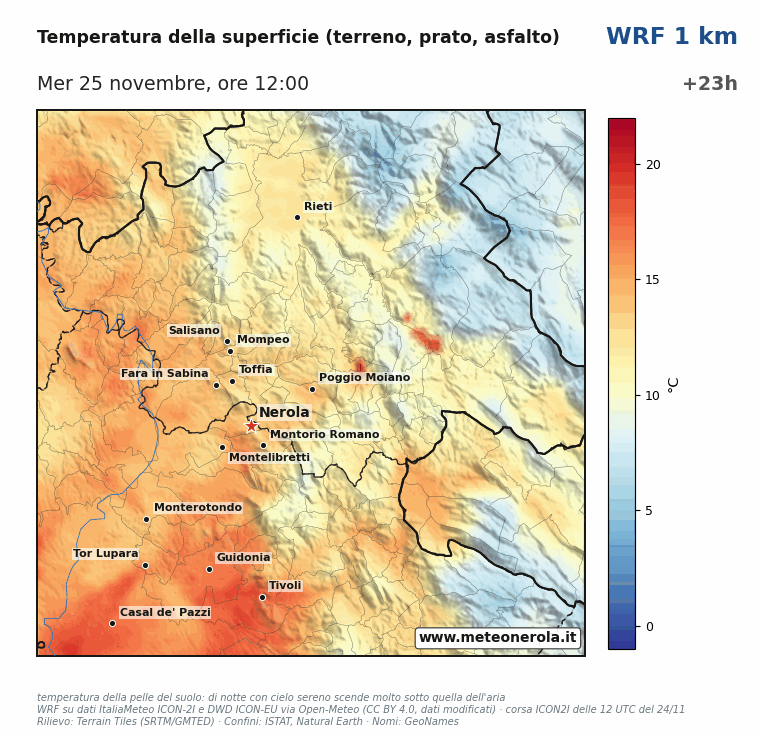 Temperatura della superficie (terreno, prato, asfalto)
WRF 1 km
Mer 25 novembre, ore 12:00
+23h
Rieti
Salisano
Mompeo
Toffia
Fara in Sabina
Poggio Moiano
Nerola
Montorio Romano
Montelibretti
Monterotondo
Tor Lupara
Guidonia
Tivoli
Casal de' Pazzi
www.meteonerola.it
20
15
10
5
0
°C
temperatura della pelle del suolo: di notte con cielo sereno scende molto sotto quella dell'aria
WRF su dati ItaliaMeteo ICON-2I e DWD ICON-EU via Open-Meteo (CC BY 4.0, dati modificati) · corsa ICON2I delle 12 UTC del 24/11
Rilievo: Terrain Tiles (SRTM/GMTED) · Confini: ISTAT, Natural Earth · Nomi: GeoNames